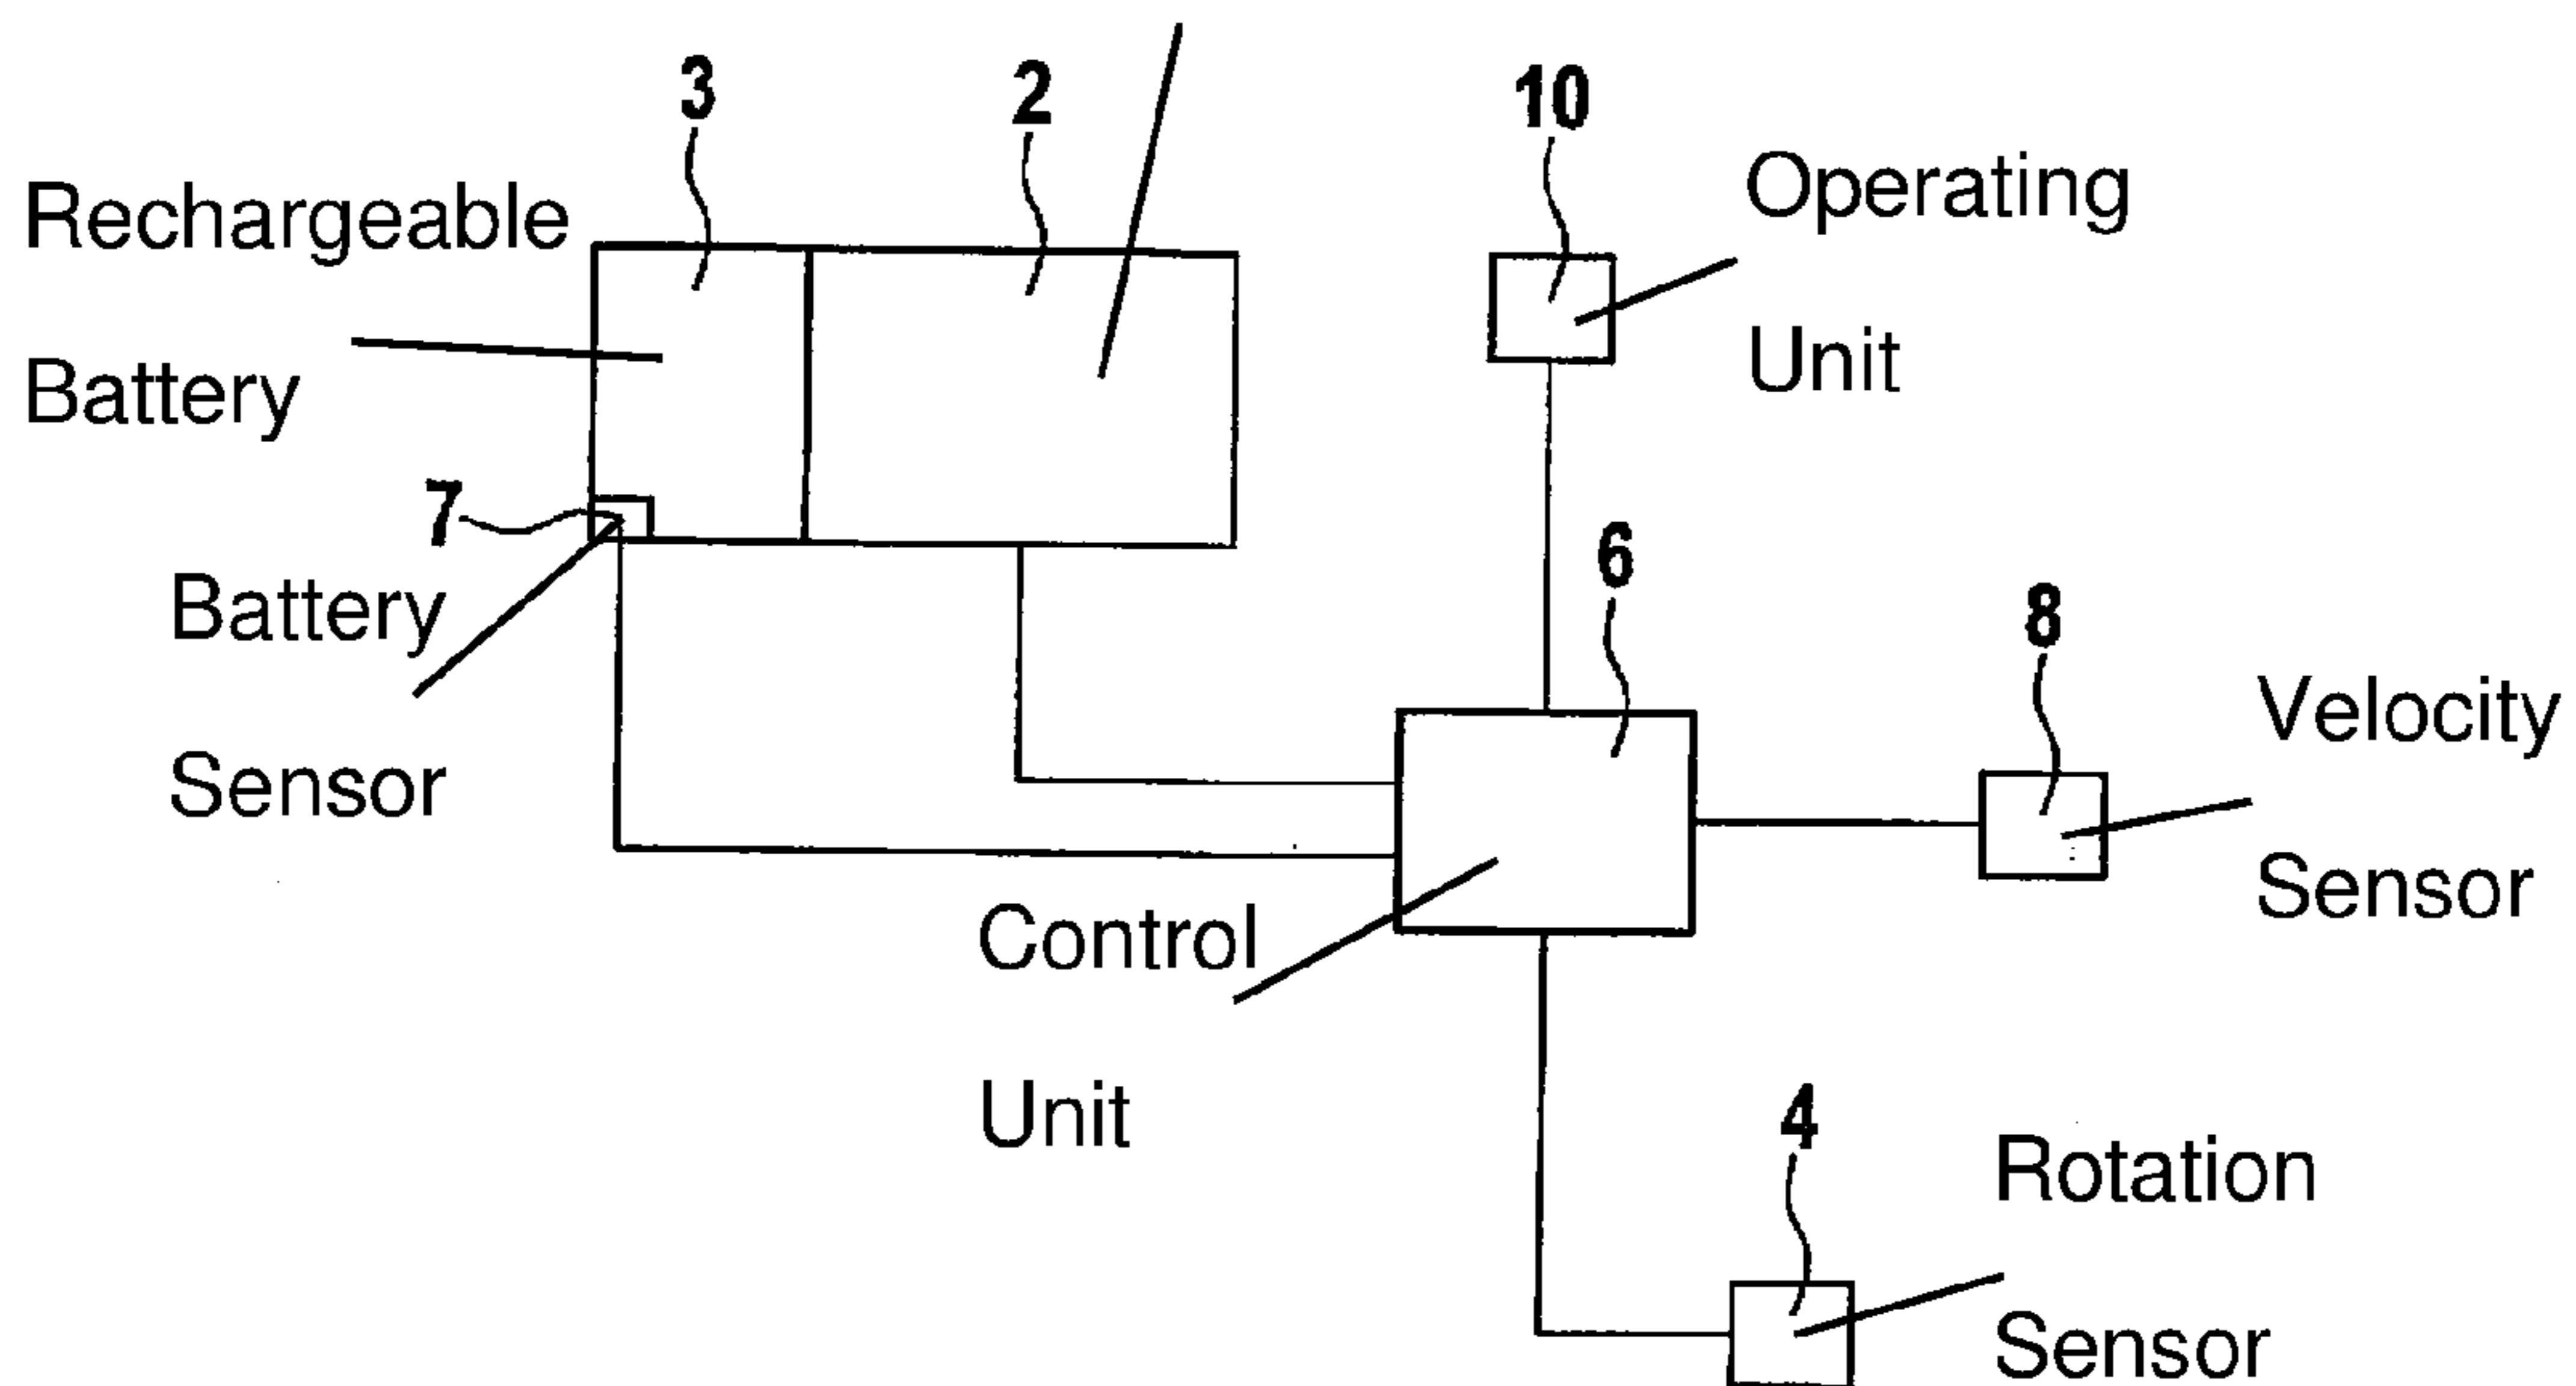 3
2
10
Rechargeable
Battery
Operating
Unit
7
Battery
Sensor
6
8
Velocity
Sensor
Control
Unit
4
Rotation
Sensor